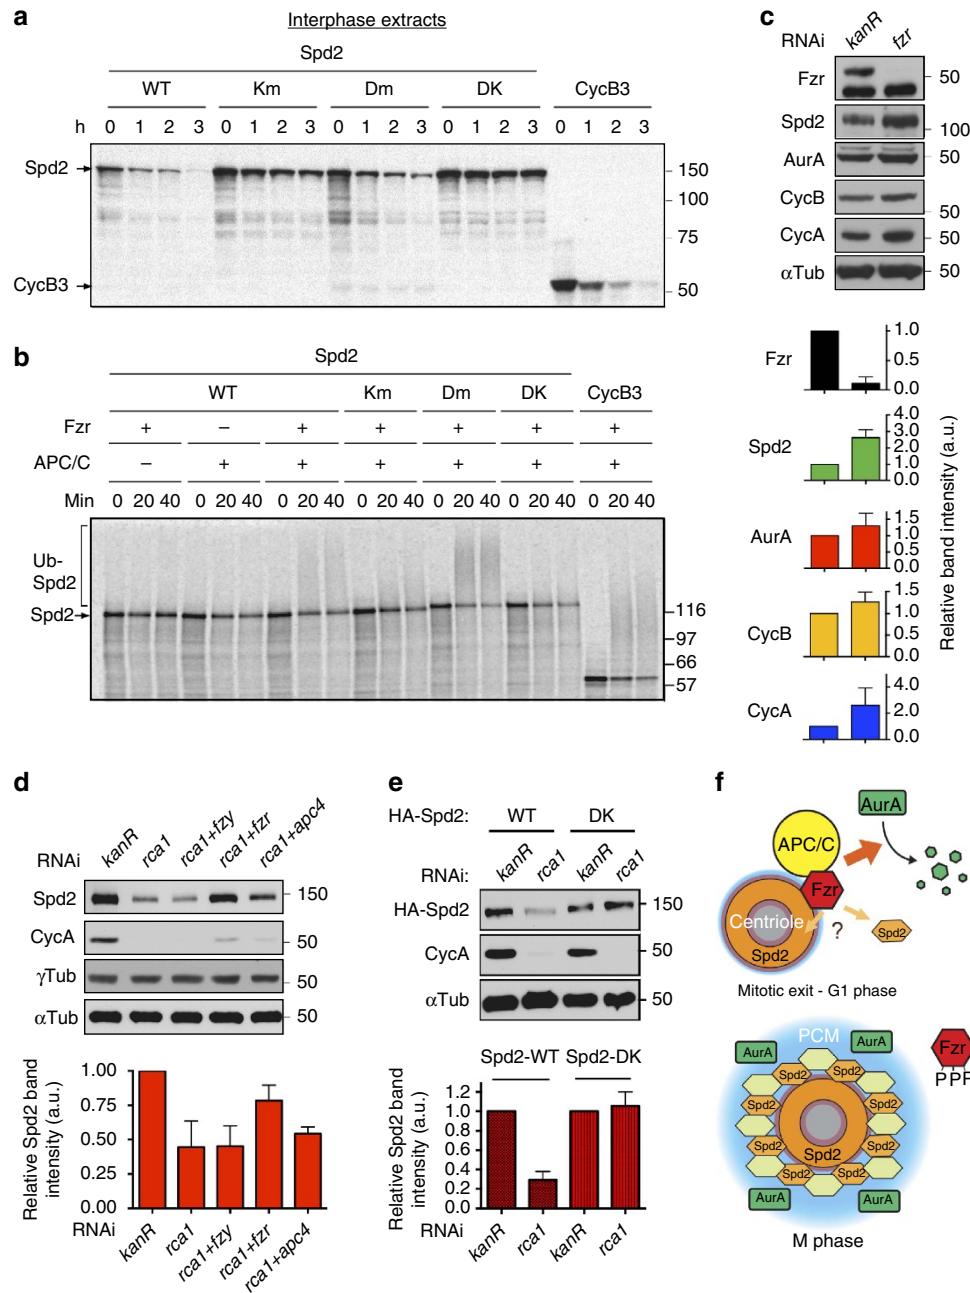 a
Interphase extracts
Spd2
WT Km Dm DK CycB3
h 0 1 2 3 0 1 2 3 0 1 2 3 0 1 2 3 0 1 2 3
Spd2
150
100
75
CycB3
50
b
Spd2
WT Km Dm DK CycB3
Fzr + – + + + + +
APC/C – + + + + + +
Min 0 20 40 0 20 40 0 20 40 0 20 40 0 20 40 0 20 40 0 20 40
Ub-
Spd2
Spd2
116
97
66
57
c
RNAi kanR fzr
Fzr 50
Spd2 100
AurA 50
CycB 50
CycA 50
αTub 50
Fzr
1.0
0.5
0.0
Spd2
4.0
3.0
2.0
1.0
0.0
AurA
1.5
1.0
0.5
0.0
CycB
1.5
1.0
0.5
0.0
CycA
4.0
2.0
0.0
Relative band intensity (a.u.)
d
RNAi kanR rca1 rca1+fzy rca1+fzr rca1+apc4
Spd2 150
CycA 50
γTub 50
αTub 50
Relative Spd2 band
intensity (a.u.)
1.00
0.75
0.50
0.25
0.00
RNAi kanR rca1 rca1+fzy rca1+fzr rca1+apc4
e
HA-Spd2: WT DK
RNAi: kanR rca1 kanR rca1
HA-Spd2 150
CycA 50
αTub 50
Spd2-WT Spd2-DK
Relative Spd2 band
intensity (a.u.)
1.2
1.0
0.8
0.6
0.4
0.2
0.0
RNAi kanR rca1 kanR rca1
f
AurA
APC/C
Fzr
Centriole
?
Spd2
Spd2
Mitotic exit - G1 phase
PCM
AurA
AurA
Fzr
PPP
Spd2
Spd2
Spd2
Spd2
Spd2
Spd2
Spd2
Spd2
Spd2
AurA
AurA
M phase